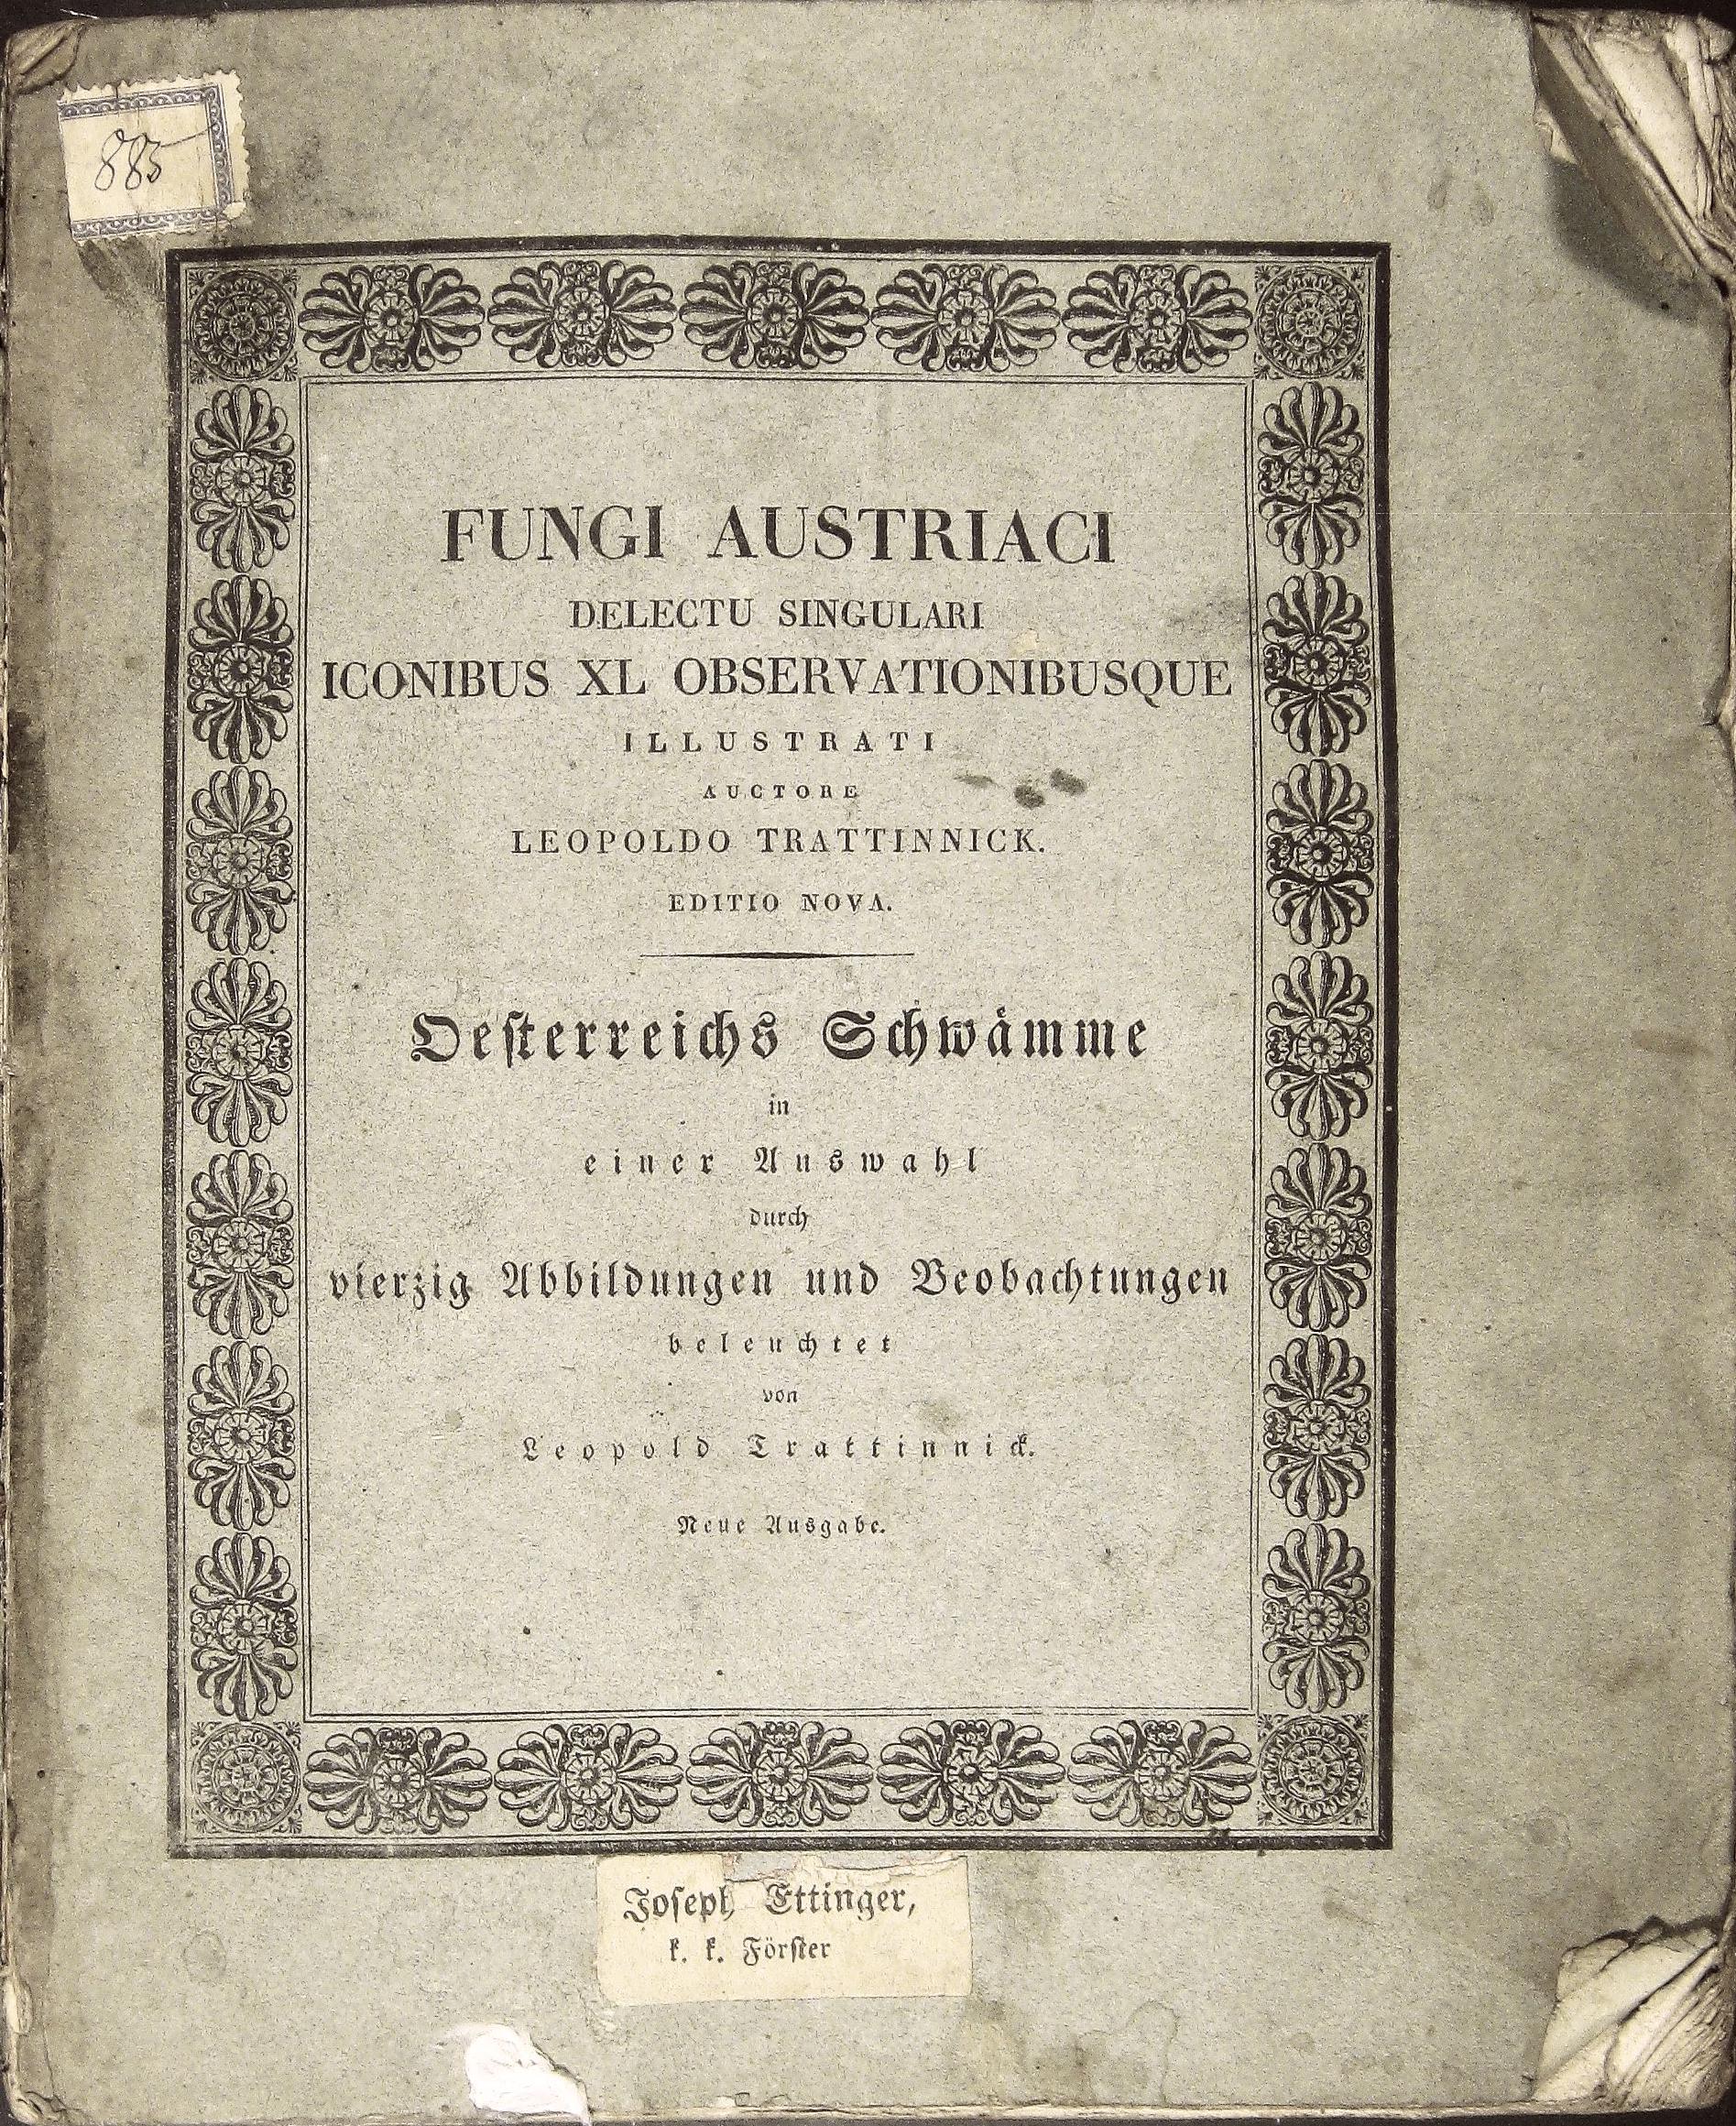 885
FUNGI AUSTRIACI
DELECTU SINGULARI
ICONIBUS XL OBSERVATIONIBUSQUE
ILLUSTRATI
AUCTORE
LEOPOLDO TRATTINNICK.
EDITIO NOVA.
Oeſterreichs Schwämme
in
einer Auswahl
durch
vierzig Abbildungen und Beobachtungen
beleuchtet
von
Leopold Trattinnick.
Neue Ausgabe.
Joſeph Ettinger,
k. k. Förſter